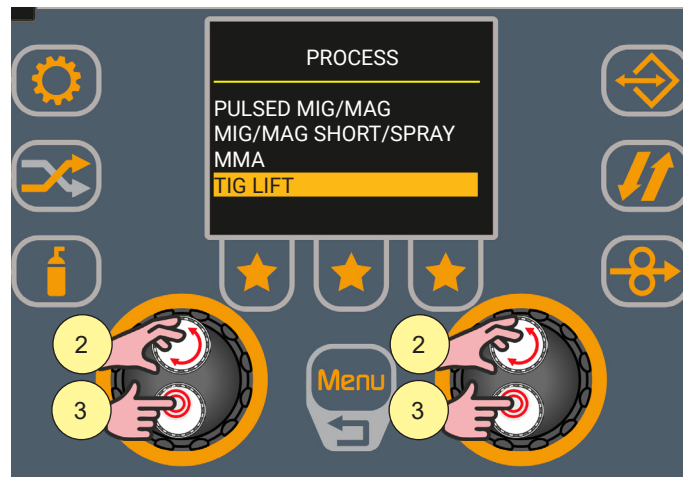 PROCESS
PULSED MIG/MAG
MIG/MAG SHORT/SPRAY
MMA
TIG LIFT
2
2
3
3
Menu